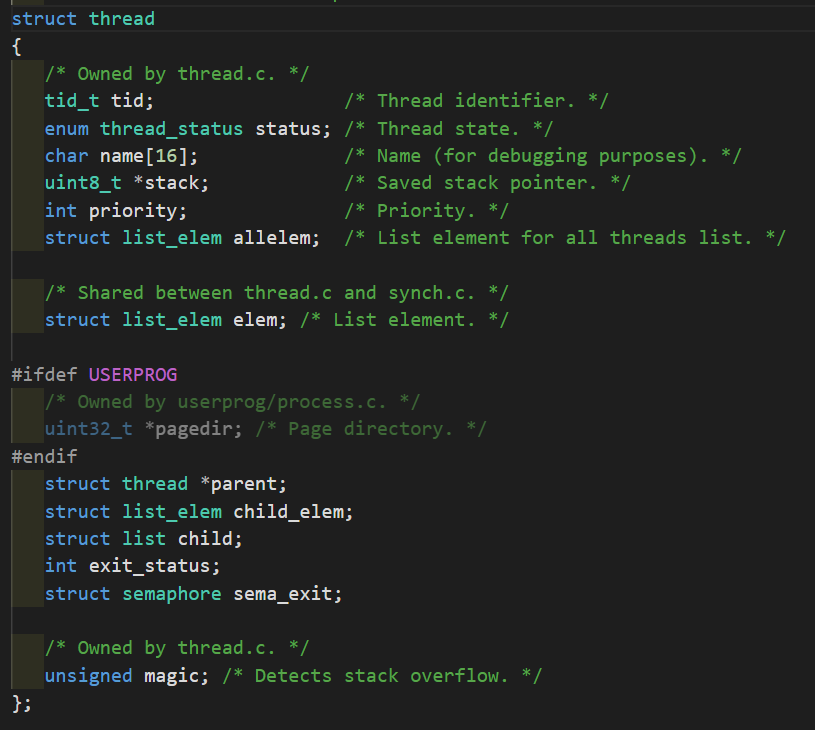 struct thread
{
    /* Owned by thread.c. */
    tid_t tid;                 /* Thread identifier. */
    enum thread_status status; /* Thread state. */
    char name[16];             /* Name (for debugging purposes). */
    uint8_t *stack;            /* Saved stack pointer. */
    int priority;              /* Priority. */
    struct list_elem allelem;  /* List element for all threads list. */

    /* Shared between thread.c and synch.c. */
    struct list_elem elem; /* List element. */

#ifdef USERPROG
    /* Owned by userprog/process.c. */
    uint32_t *pagedir; /* Page directory. */
#endif
    struct thread *parent;
    struct list_elem child_elem;
    struct list child;
    int exit_status;
    struct semaphore sema_exit;

    /* Owned by thread.c. */
    unsigned magic; /* Detects stack overflow. */
};